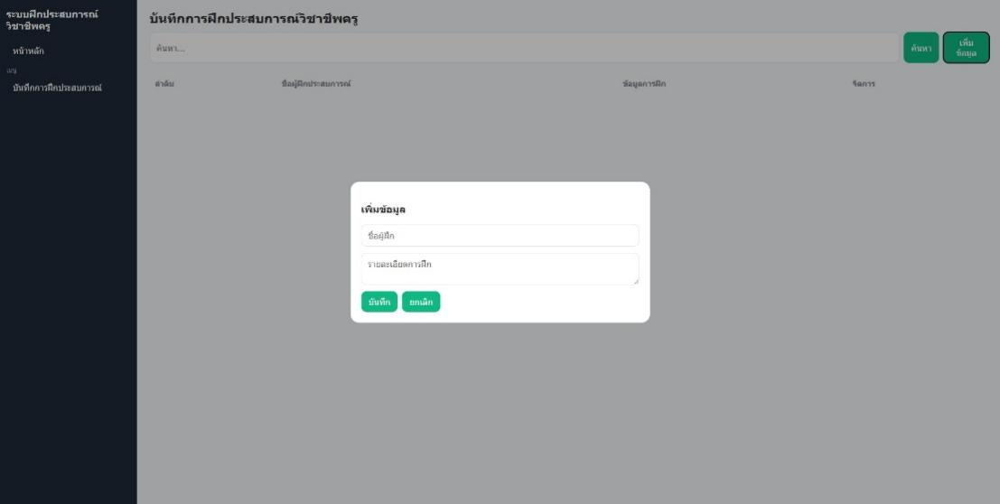 ระบบฝึกประสบการณ์
วิชาชีพครู
หน้าหลัก
เมนู
บันทึกการฝึกประสบการณ์
บันทึกการฝึกประสบการณ์วิชาชีพครู
ค้นหา...
ค้นหา
เพิ่ม
ข้อมูล
ลำดับ ชื่อผู้ฝึกประสบการณ์ ข้อมูลการฝึก จัดการ
เพิ่มข้อมูล
ชื่อผู้ฝึก
รายละเอียดการฝึก
บันทึก ยกเลิก